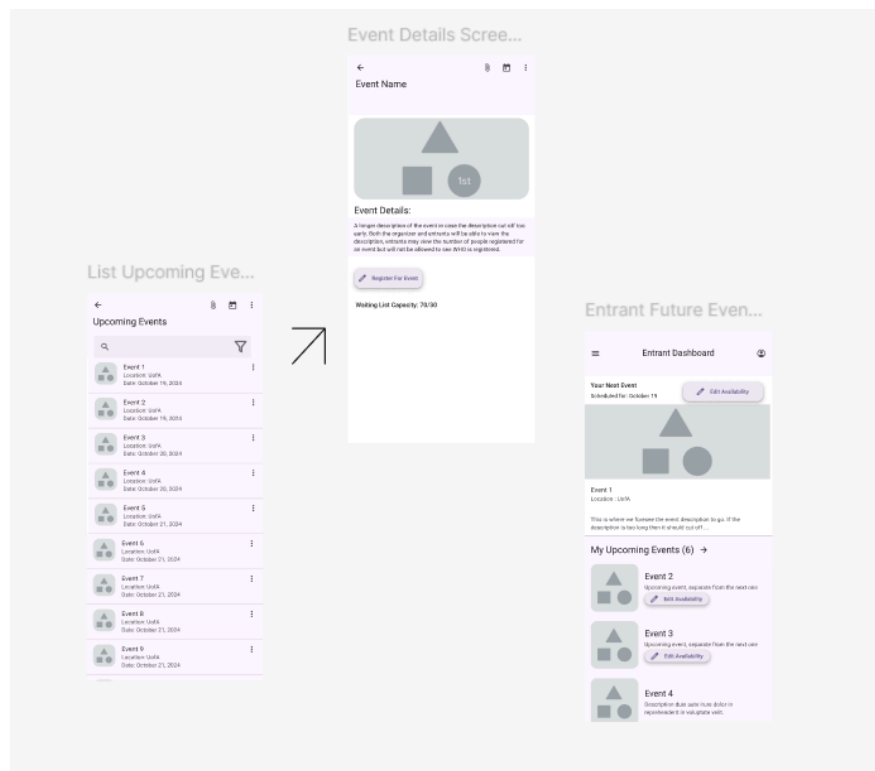 Event Details Scree...
Event Name
1st
Event Details:
A longer description of the event in case the description cut off too
early. Both the organizer and entrants will be able to view the
description, entrants may view the number of people registered for
an event but will not be allowed to see WHO is registered.
Register For Event
Waiting List Capacity: 70/50
List Upcoming Eve...
Upcoming Events
Event 1
Location: UofA
Date: October 19, 2024
Event 2
Location: UofA
Date: October 19, 2024
Event 3
Location: UofA
Date: October 20, 2024
Event 4
Location: UofA
Date: October 20, 2024
Event 5
Location: UofA
Date: October 21, 2024
Event 6
Location: UofA
Date: October 21, 2024
Event 7
Location: UofA
Date: October 21, 2024
Event 8
Location: UofA
Date: October 21, 2024
Event 9
Location: UofA
Date: October 21, 2024
Entrant Future Even...
Entrant Dashboard
Your Next Event
Scheduled for: October 19
Edit Availability
Event 1
Location : UofA
This is where we foresee the event description to go. If the
description is too long then it should cut off...
My Upcoming Events (6)
Event 2
Upcoming event, separate from the next one
Edit Availability
Event 3
Upcoming event, separate from the next one
Edit Availability
Event 4
Description duis aute irure dolor in
reprehenderit in voluptate velit.